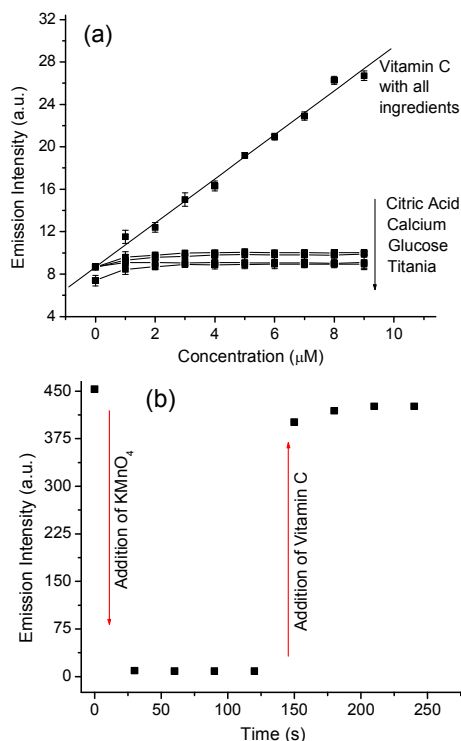 (a)
Emission Intensity (a.u.)
28
24
20
16
12
8
4
Vitamin C
with all
ingredients
Citric Acid
Calcium
Glucose
Titania
0 2 4 6 8 10
Concentration (μM)
(b)
Emission Intensity (a.u.)
450
375
300
225
150
75
0
Addition of KMnO₄
Addition of Vitamin C
0 50 100 150 200 250
Time (s)